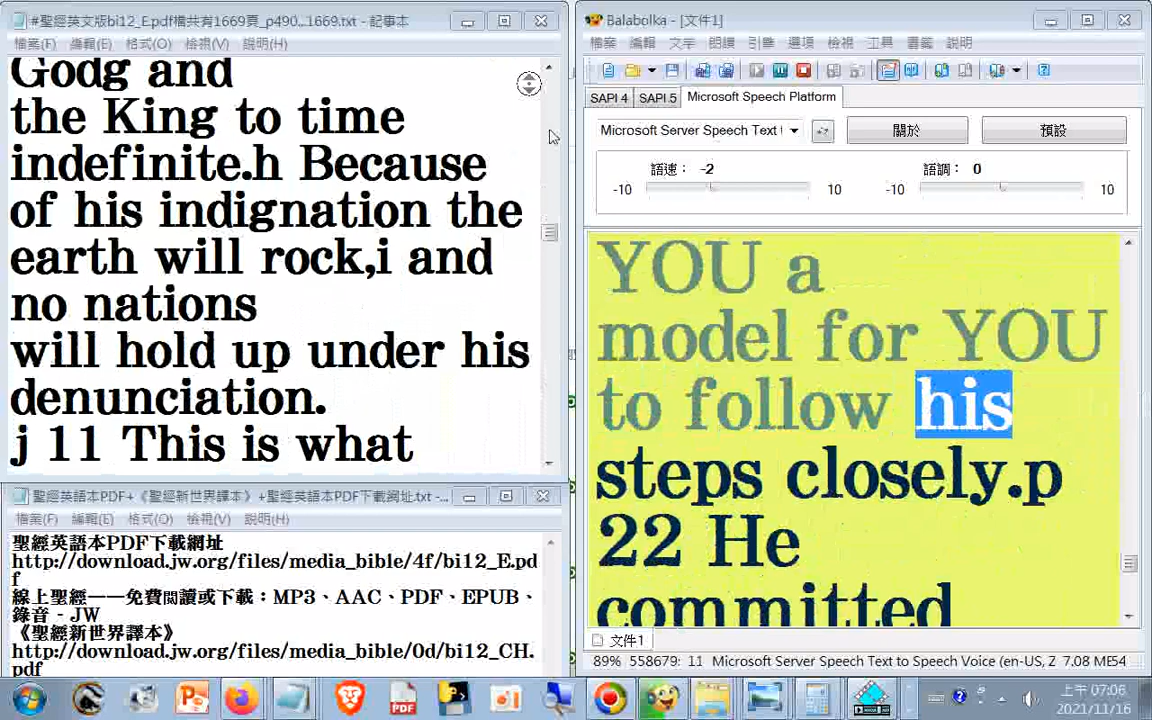 #聖經英文版bi12_E.pdf檔共有1669頁_p490...1669.txt - 記事本
檔案(F) 編輯(E) 格式(O) 檢視(V) 說明(H)
Godg and
the King to time
indefinite.h Because
of his indignation the
earth will rock,i and
no nations
will hold up under his
denunciation.
j 11 This is what
聖經英語本PDF+《聖經新世界譯本》+聖經英語本PDF下載網址.txt - ...
檔案(F) 編輯(E) 格式(O) 檢視(V) 說明(H)
聖經英語本PDF下載網址
http://download.jw.org/files/media_bible/4f/bi12_E.pd
f
線上聖經——免費閱讀或下載：MP3、AAC、PDF、EPUB、
錄音 - JW
《聖經新世界譯本》
http://download.jw.org/files/media_bible/0d/bi12_CH.
pdf
Balabolka - [文件1]
檔案 編輯 文字 朗讀 引擎 選項 檢視 工具 書籤 說明
SAPI 4 SAPI 5 Microsoft Speech Platform
Microsoft Server Speech Text 關於 預設
語速： -2 語調： 0
-10 10 -10 10
YOU a
model for YOU
to follow his
steps closely.p
22 He
committed
文件1
89% 558679: 11 Microsoft Server Speech Text to Speech Voice (en-US, Z 7.08 ME54
上午 07:06
2021/11/16